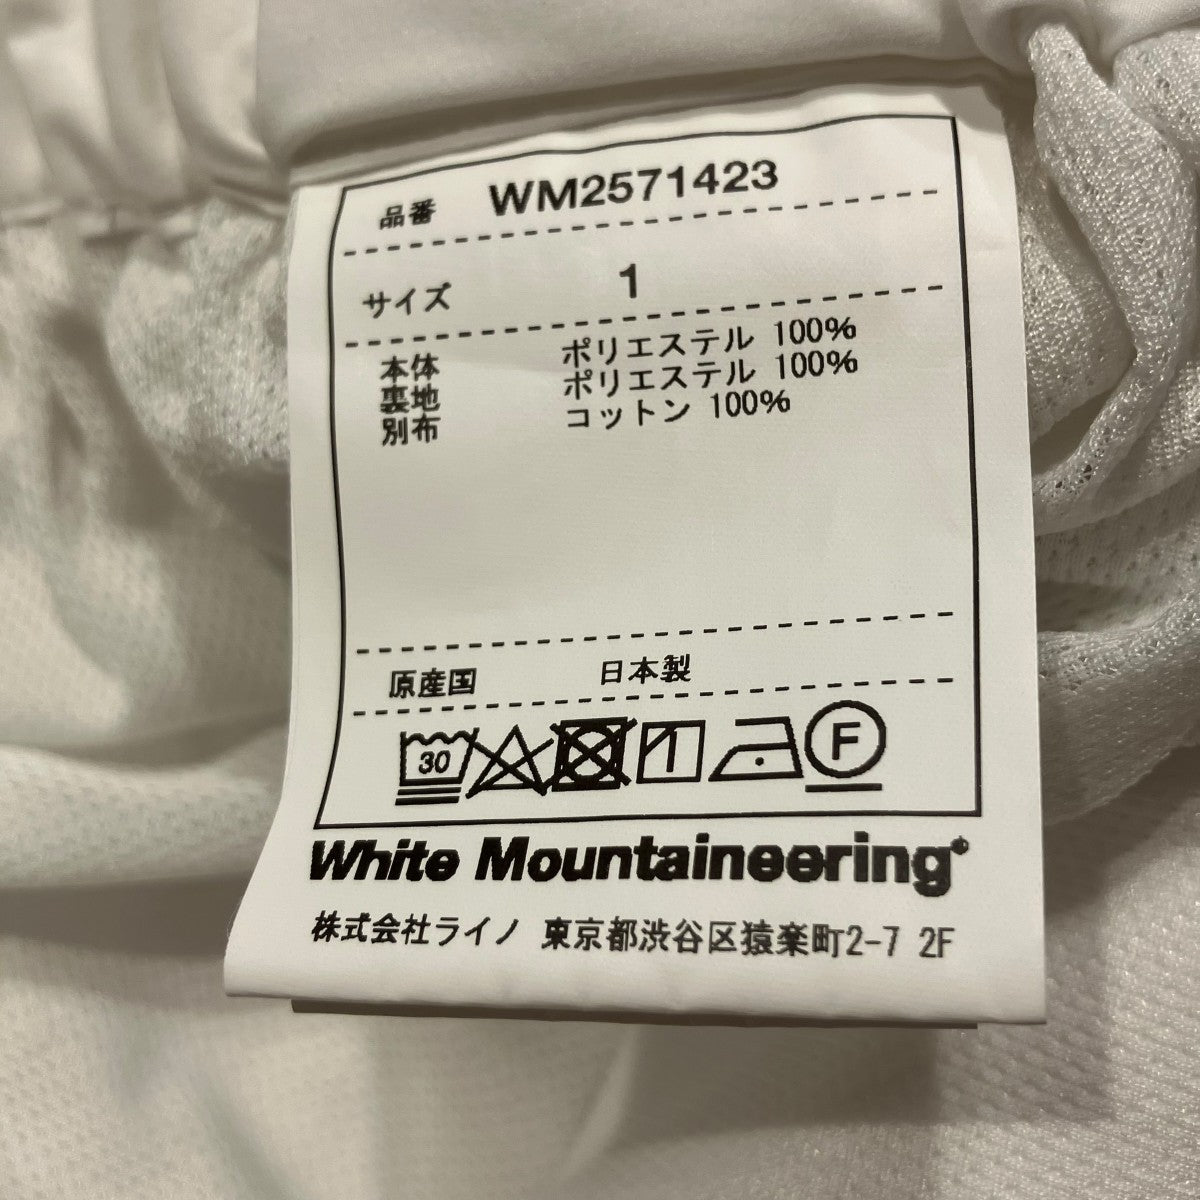 品番 WM2571423
サイズ 1
本体 ポリエステル 100%
裏地 ポリエステル 100%
別布 コットン 100%
原産国 日本製
30 F
White Mountaineering®
株式会社ライノ 東京都渋谷区猿楽町2-7 2F